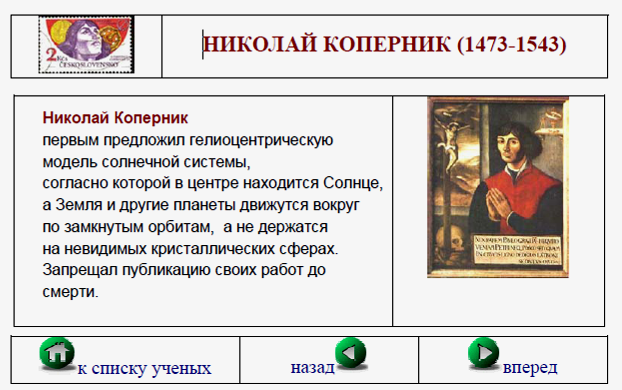 2 Kčs
ČESKOSLOVENSKO
НИКОЛАЙ КОПЕРНИК (1473-1543)
Николай Коперник
первым предложил гелиоцентрическую
модель солнечной системы,
согласно которой в центре находится Солнце,
а Земля и другие планеты движутся вокруг
по замкнутым орбитам, а не держатся
на невидимых кристаллических сферах.
Запрещал публикацию своих работ до
смерти.
к списку ученых
назад
вперед